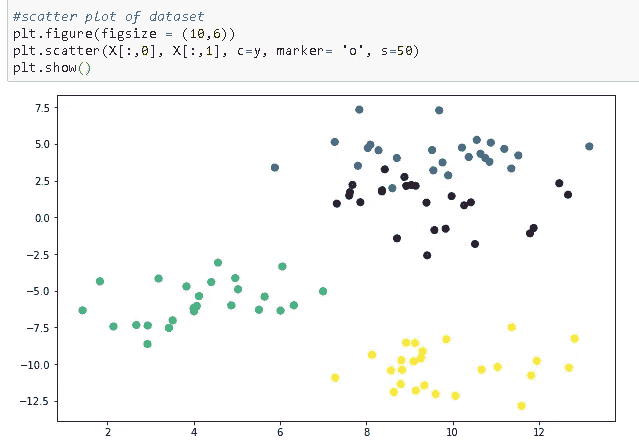 #scatter plot of dataset
plt.figure(figsize = (10,6))
plt.scatter(X[:,0], X[:,1], c=y, marker= 'o', s=50)
plt.show()
7.5
5.0
2.5
0.0
−2.5
−5.0
−7.5
−10.0
−12.5
2 4 6 8 10 12